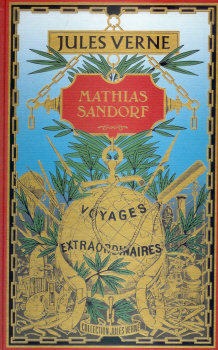 JULES VERNE
MATHIAS
SANDORF
VOYAGES
EXTRAORDINAIRES
COLLECTION JULES VERNE